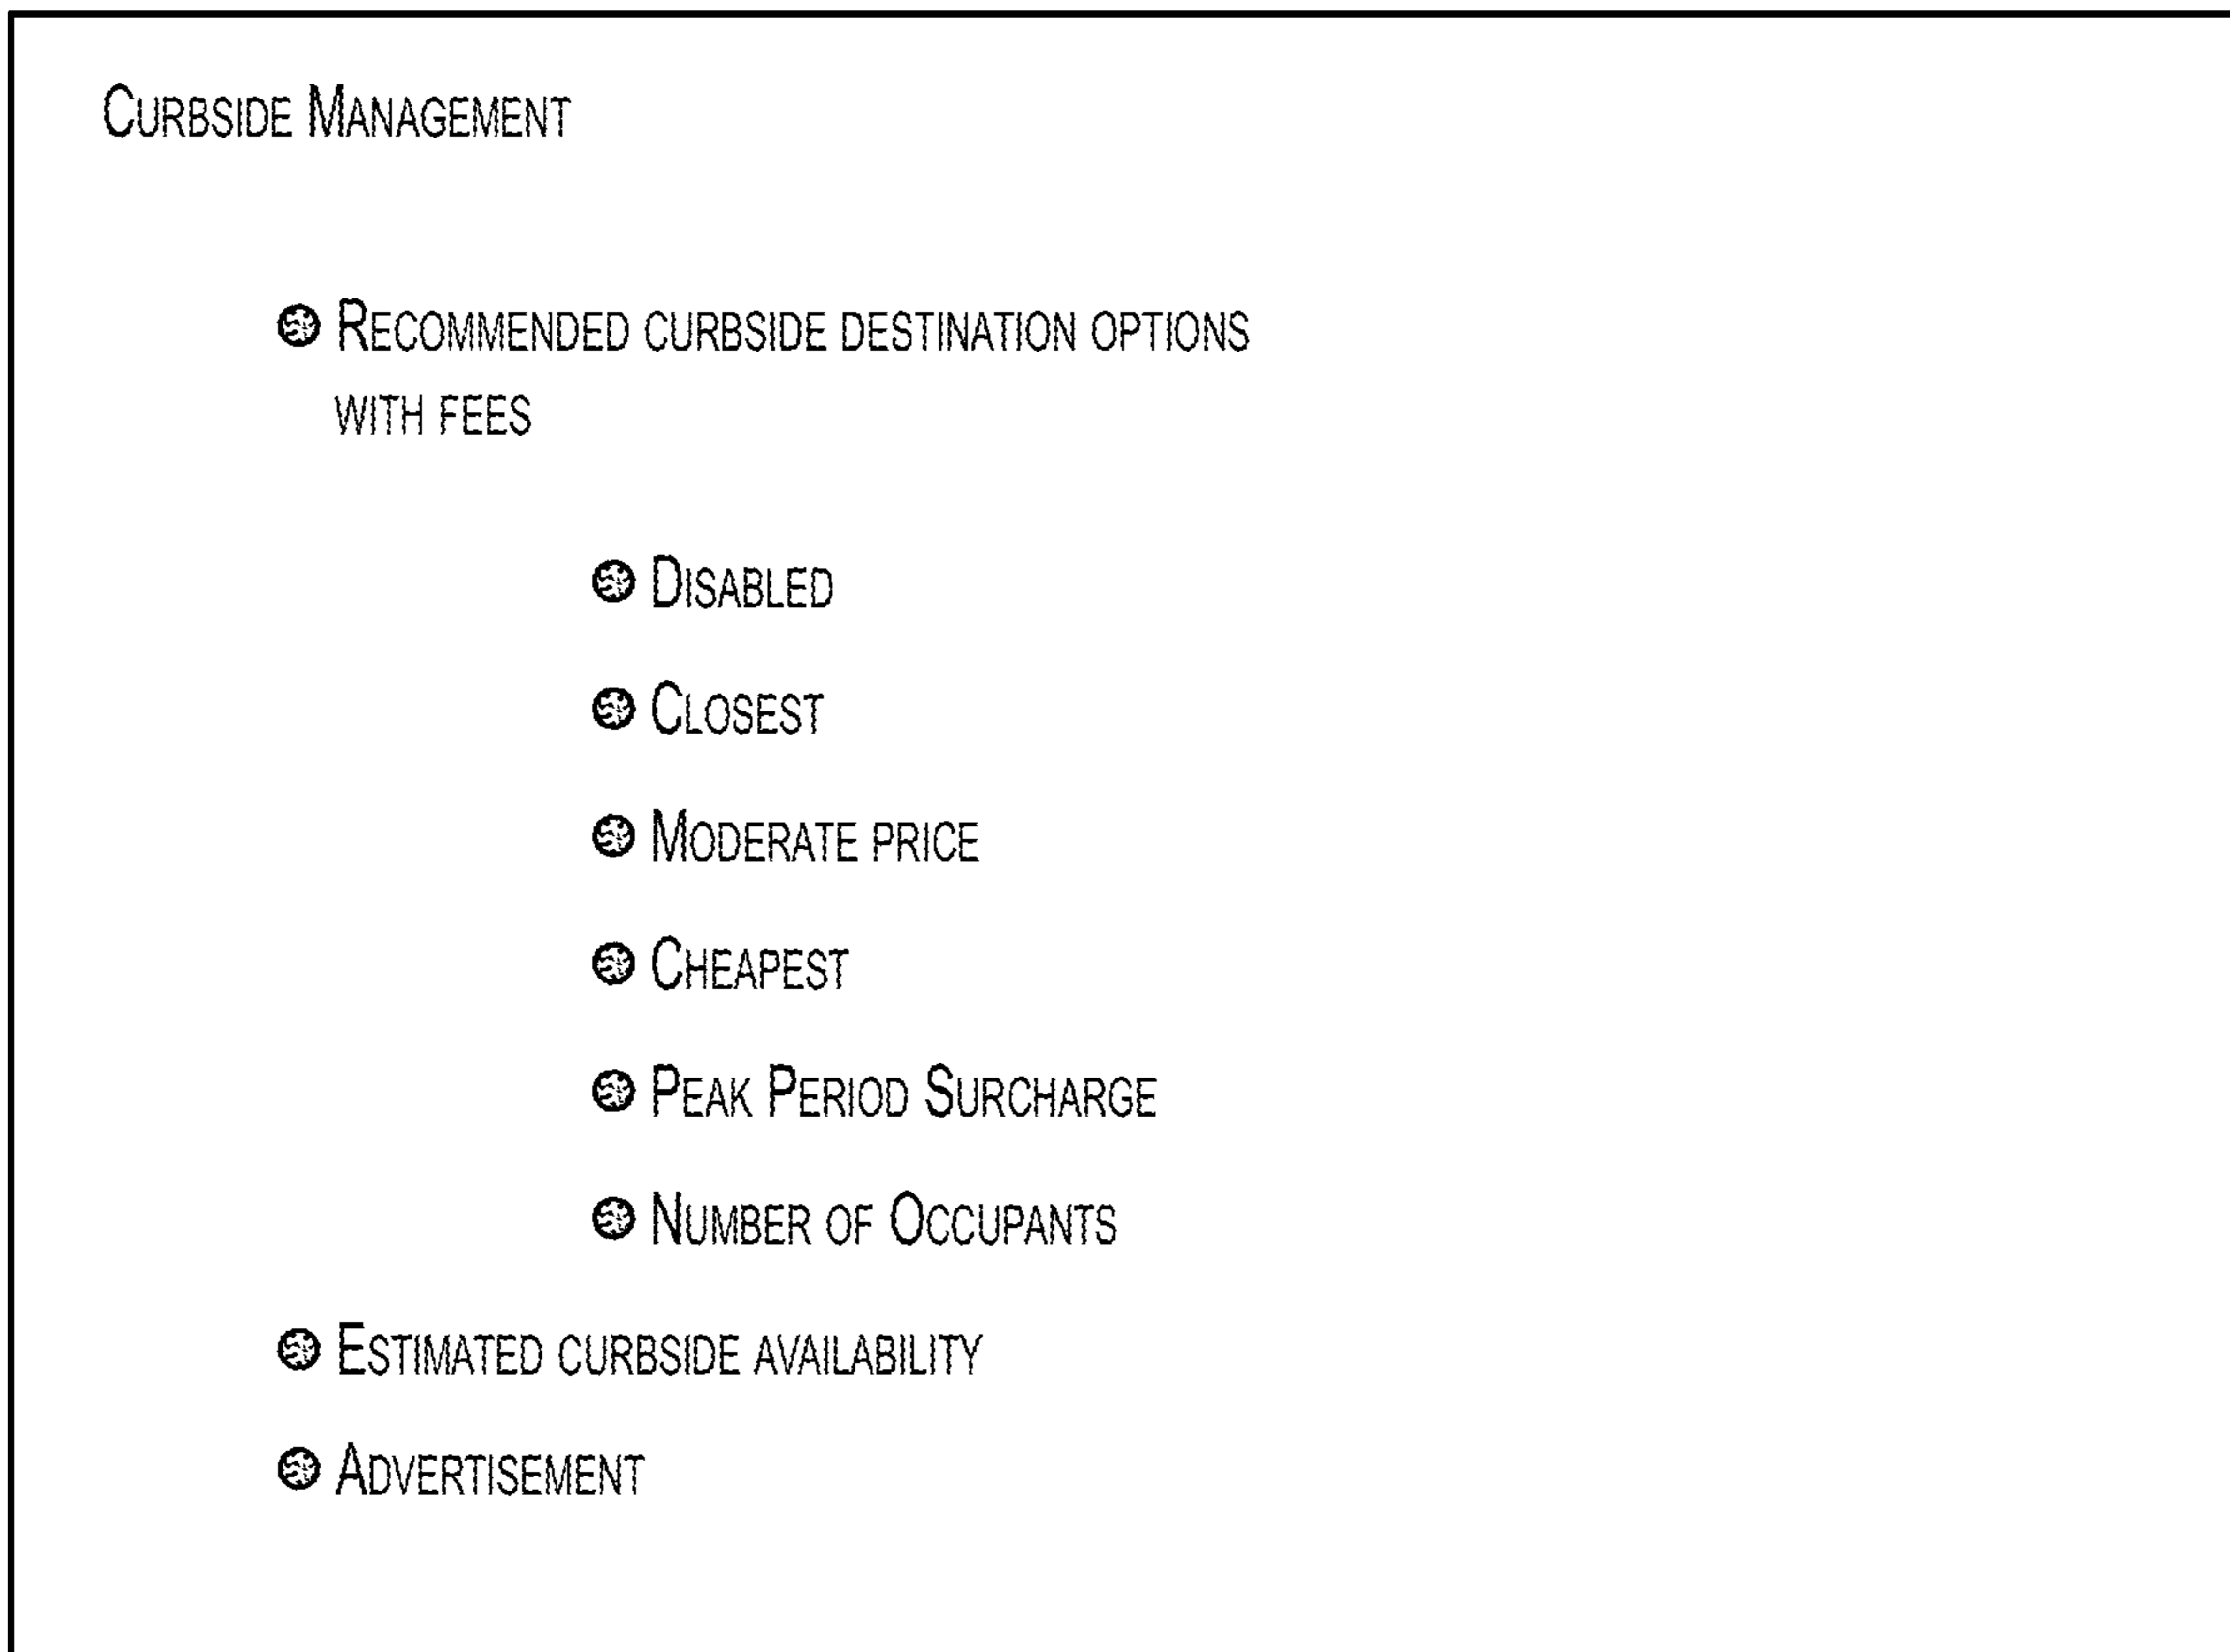 Curbside Management
Recommended curbside destination options
with fees
Disabled
Closest
Moderate price
Cheapest
Peak Period Surcharge
Number of Occupants
Estimated curbside availability
Advertisement